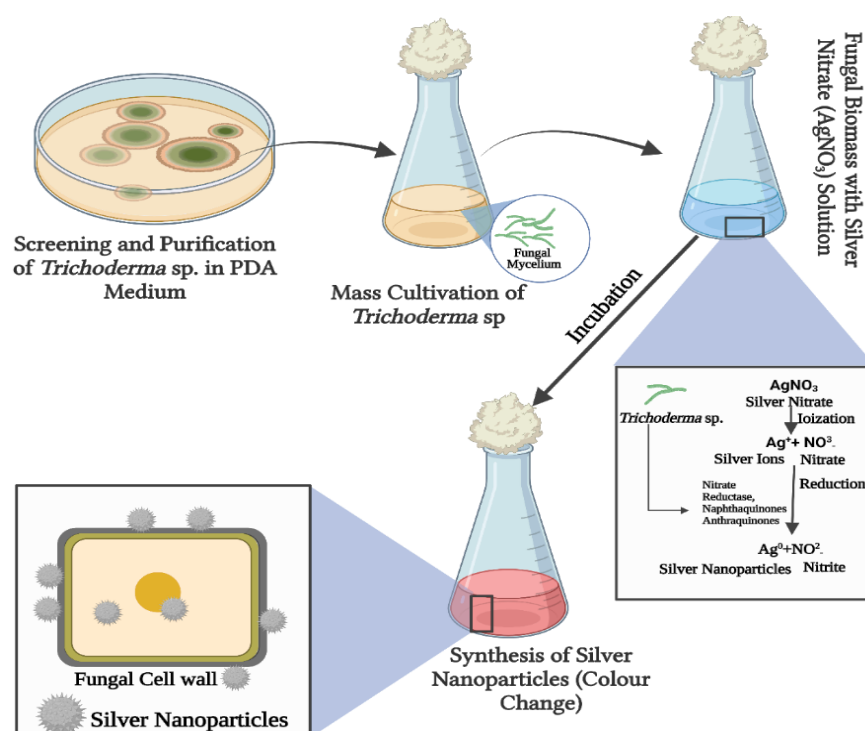 Screening and Purification
of Trichoderma sp. in PDA
Medium
Fungal
Mycelium
Mass Cultivation of
Trichoderma sp
Fungal Biomass with Silver
Nitrate (AgNO₃) Solution
Incubation
AgNO₃
Silver Nitrate
Trichoderma sp.
Ioization
Ag⁺+ NO³-
Silver Ions Nitrate
Nitrate
Reductase,
Naphthaquinones
Anthraquinones
Reduction
Ag⁰+NO²-
Silver Nanoparticles Nitrite
Synthesis of Silver
Nanoparticles (Colour
Change)
Fungal Cell wall
Silver Nanoparticles